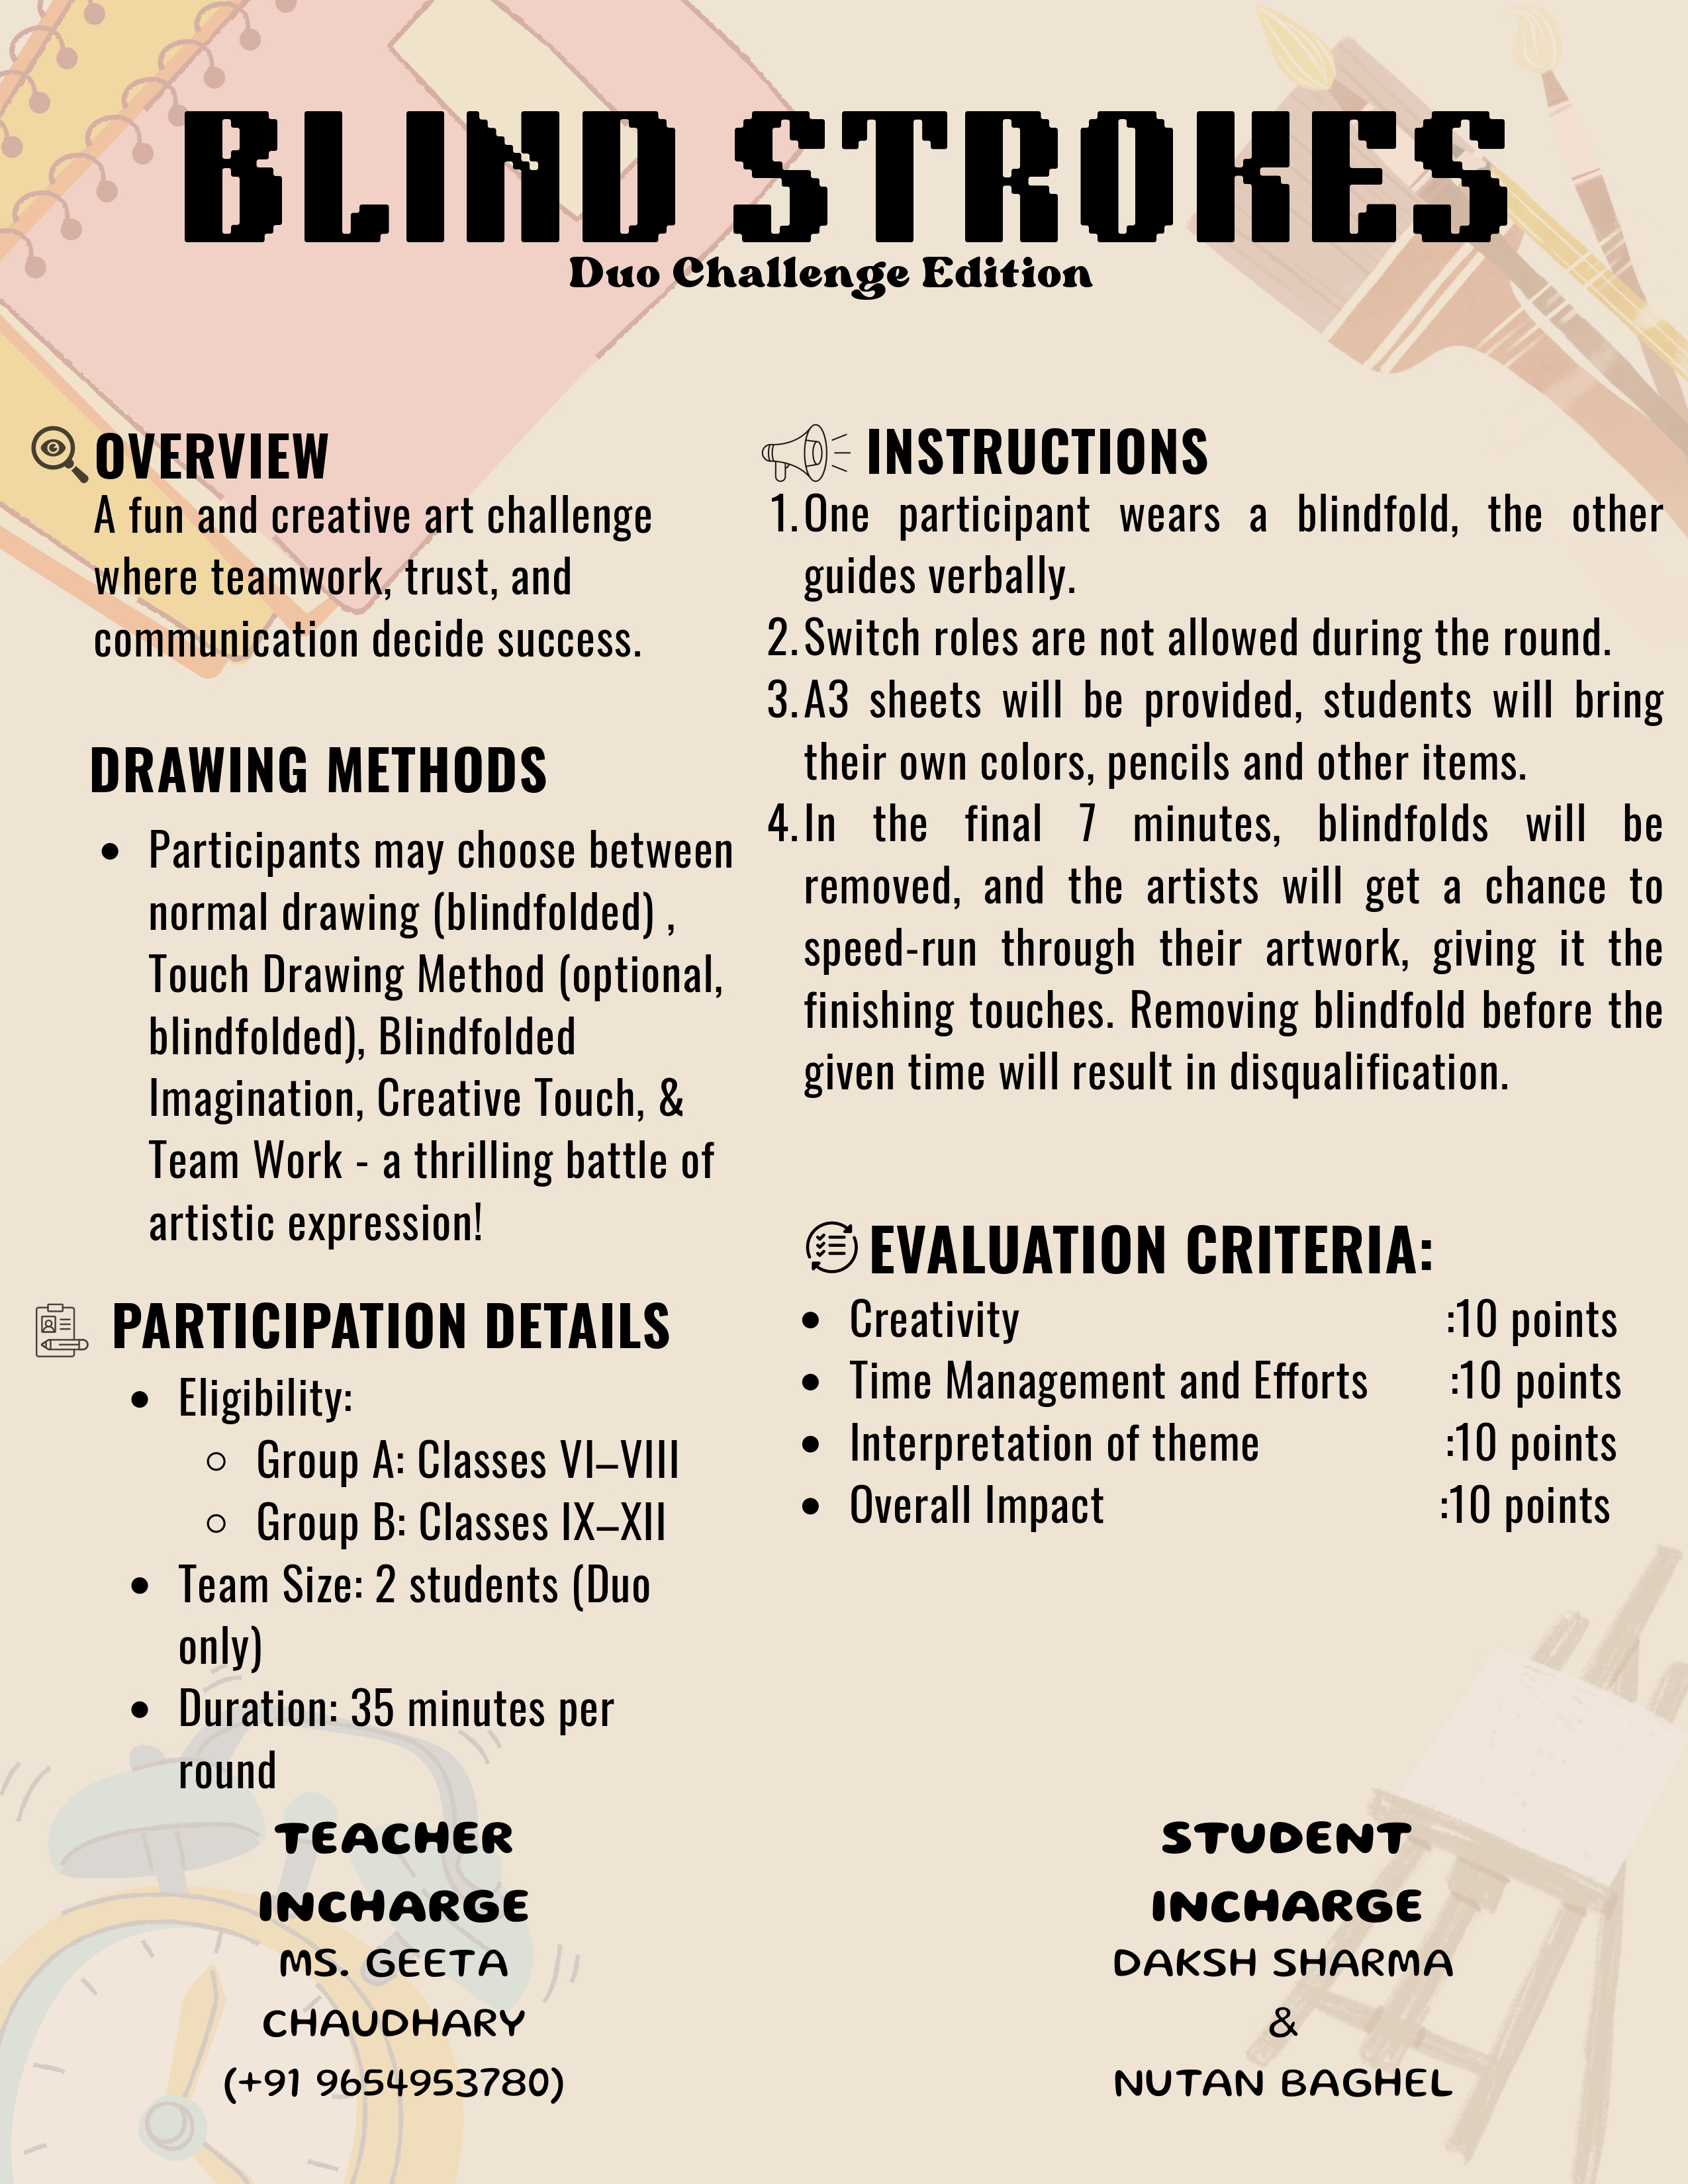 BLIND STROKES
Duo Challenge Edition
OVERVIEW
A fun and creative art challenge
where teamwork, trust, and
communication decide success.
DRAWING METHODS
• Participants may choose between
normal drawing (blindfolded) ,
Touch Drawing Method (optional,
blindfolded), Blindfolded
Imagination, Creative Touch, &
Team Work - a thrilling battle of
artistic expression!
PARTICIPATION DETAILS
• Eligibility:
○ Group A: Classes VI–VIII
○ Group B: Classes IX–XII
• Team Size: 2 students (Duo
only)
• Duration: 35 minutes per
round
INSTRUCTIONS
1. One participant wears a blindfold, the other
guides verbally.
2. Switch roles are not allowed during the round.
3. A3 sheets will be provided, students will bring
their own colors, pencils and other items.
4. In the final 7 minutes, blindfolds will be
removed, and the artists will get a chance to
speed-run through their artwork, giving it the
finishing touches. Removing blindfold before the
given time will result in disqualification.
EVALUATION CRITERIA:
• Creativity :10 points
• Time Management and Efforts :10 points
• Interpretation of theme :10 points
• Overall Impact :10 points
TEACHER
INCHARGE
MS. GEETA
CHAUDHARY
(+91 9654953780)
STUDENT
INCHARGE
DAKSH SHARMA
&
NUTAN BAGHEL